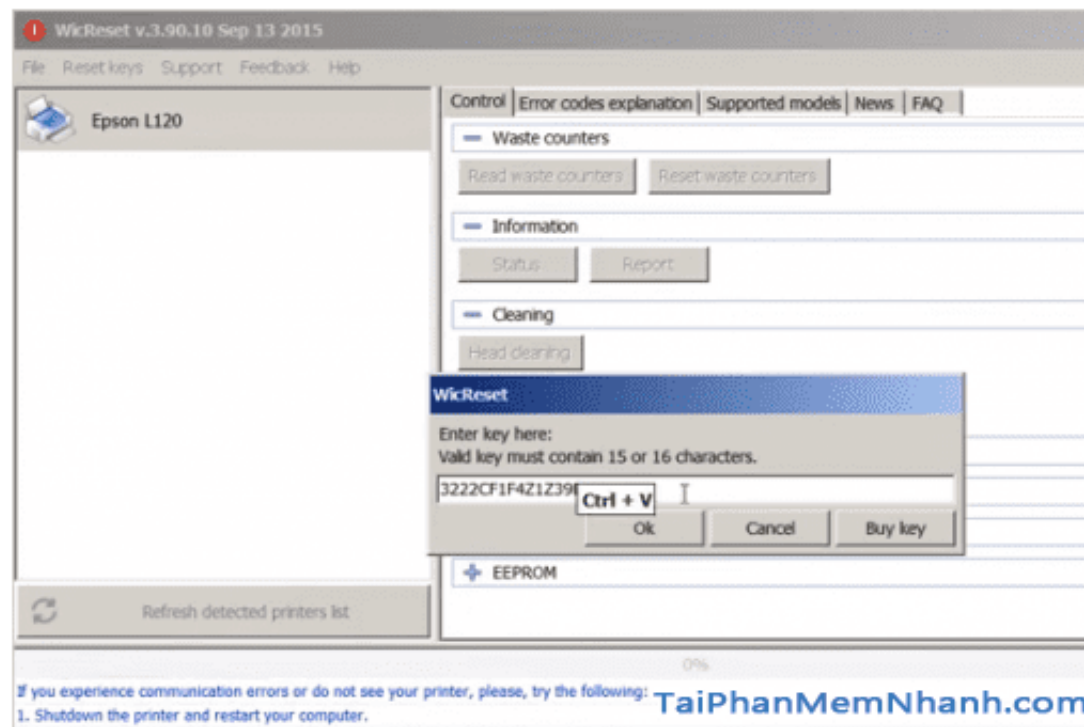 WicReset v.3.90.10 Sep 13 2015
File Reset keys Support Feedback Help
Epson L120
Control Error codes explanation Supported models News FAQ
Waste counters
Read waste counters Reset waste counters
Information
Status Report
Cleaning
Head cleaning
WicReset
Enter key here:
Valid key must contain 15 or 16 characters.
Ctrl + V
Ok Cancel Buy key
EEPROM
Refresh detected printers list
0%
If you experience communication errors or do not see your printer, please, try the following:
TaiPhanMemNhanh.com
1. Shutdown the printer and restart your computer.